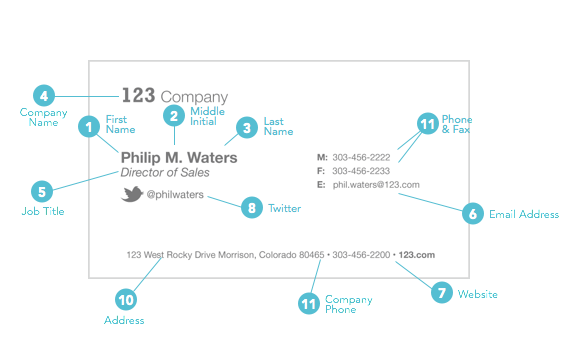 123 Company
4
Company
Name
1
First
Name
2
Middle
Initial
3
Last
Name
11
Phone
& Fax
Philip M. Waters
Director of Sales
@philwaters
M: 303-456-2222
F: 303-456-2233
E: phil.waters@123.com
5
Job Title
8
Twitter
6
Email Address
123 West Rocky Drive Morrison, Colorado 80465 • 303-456-2200 • 123.com
10
Address
11
Company
Phone
7
Website